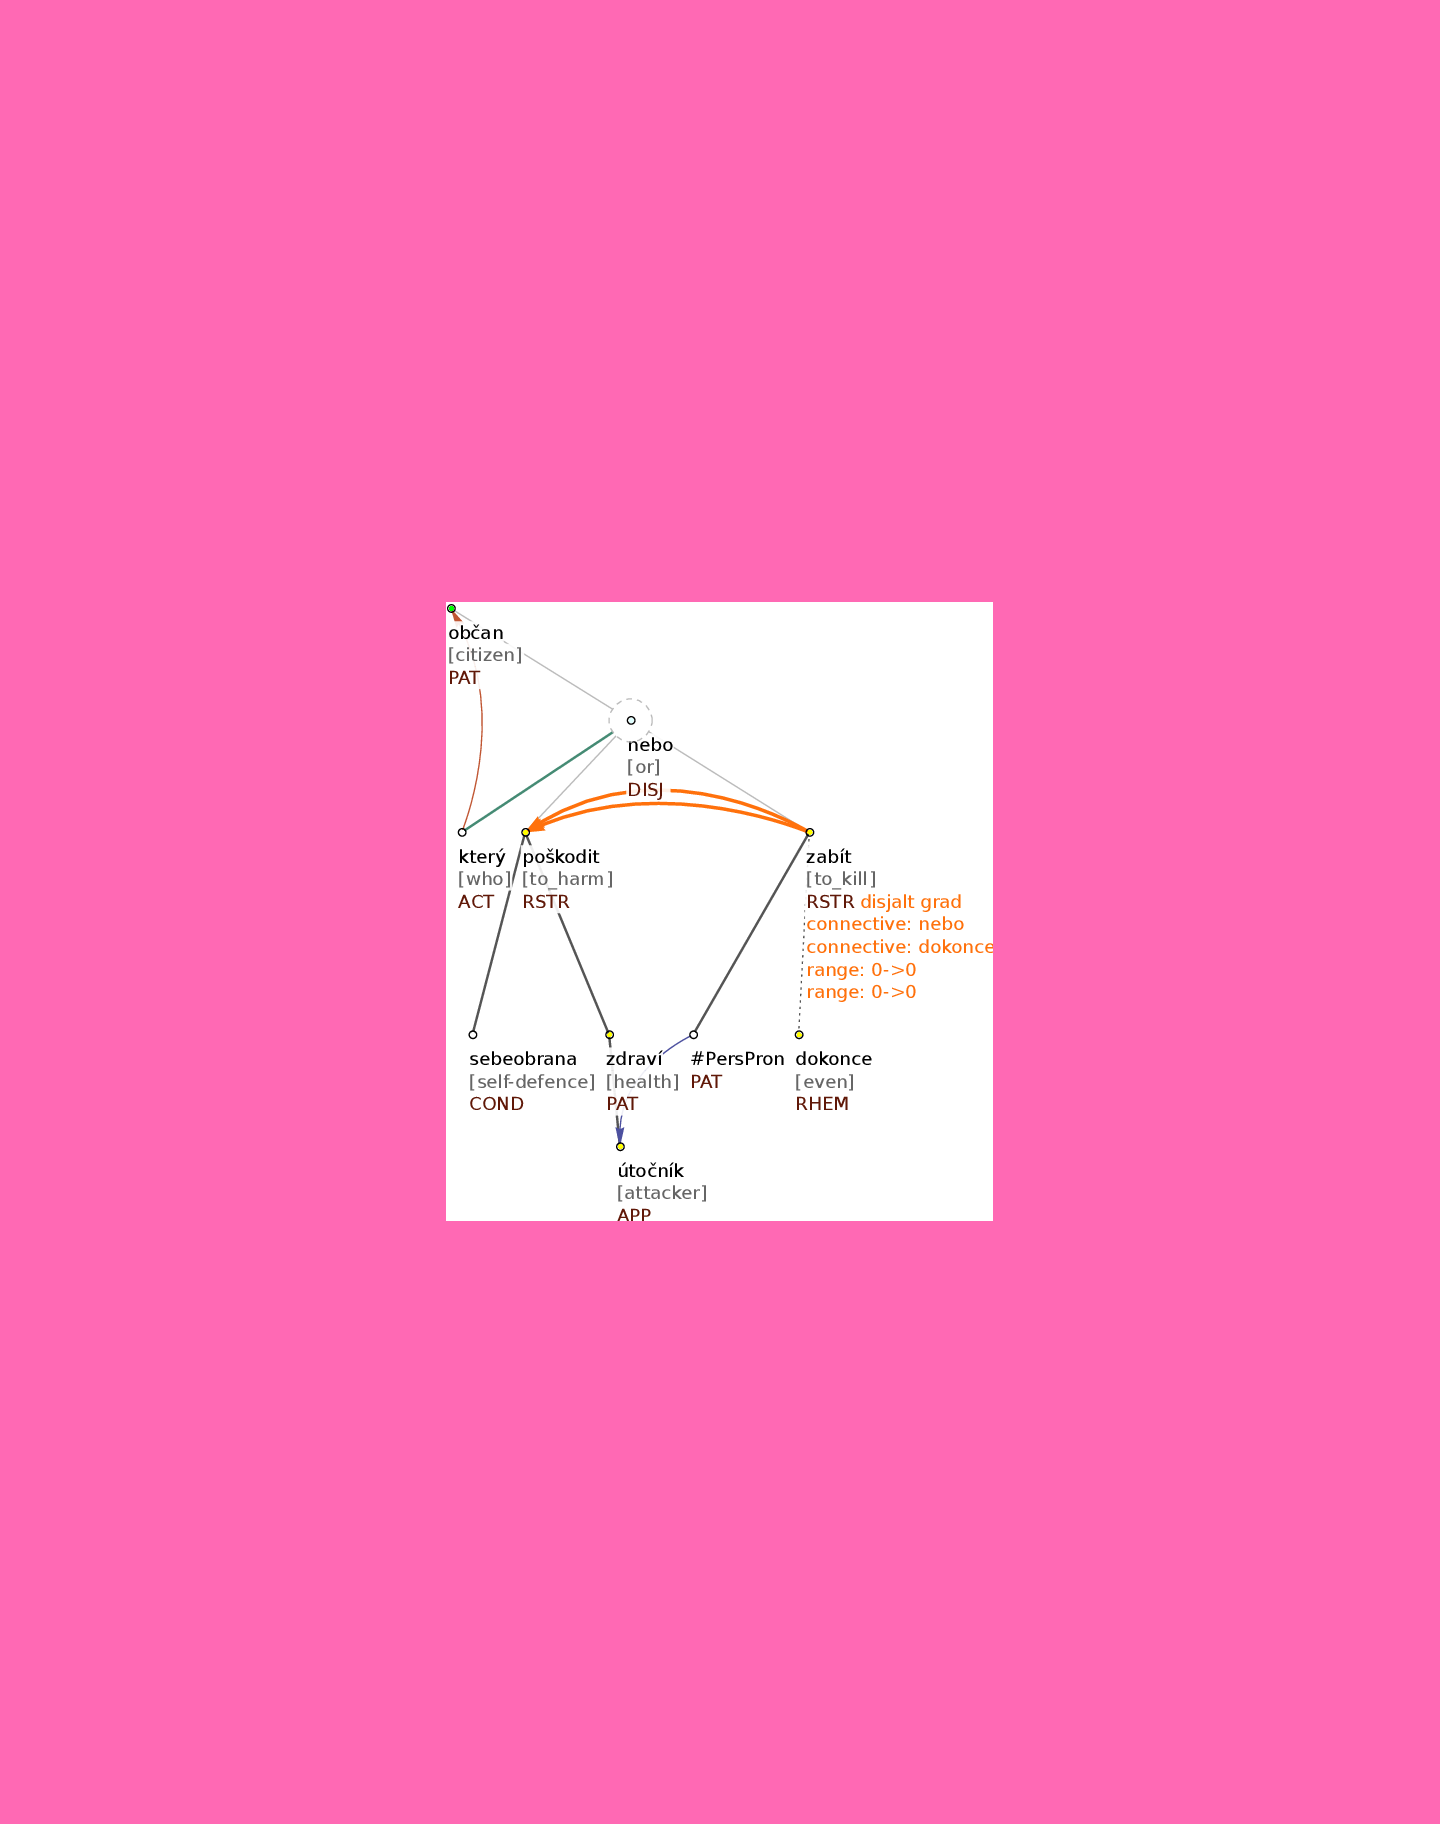 občan
[citizen]
PAT
nebo
[or]
DISJ
který
[who]
ACT
poškodit
[to_harm]
RSTR
zabít
[to_kill]
RSTR disjalt grad
connective: nebo
connective: dokonce
range: 0->0
range: 0->0
sebeobrana
[self-defence]
COND
zdraví
[health]
PAT
#PersPron
PAT
dokonce
[even]
RHEM
útočník
[attacker]
APP